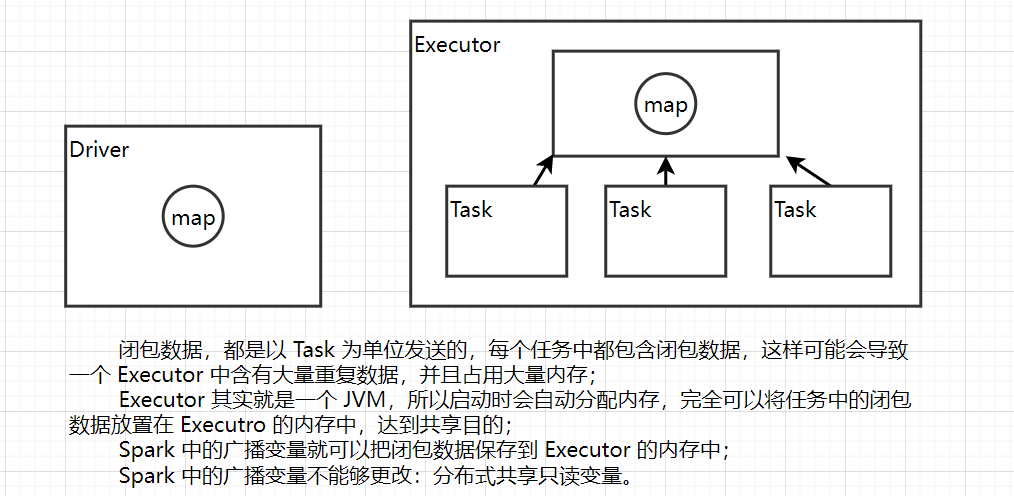 Executor
map
Driver
map
Task
Task
Task
闭包数据，都是以 Task 为单位发送的，每个任务中都包含闭包数据，这样可能会导致
一个 Executor 中含有大量重复数据，并且占用大量内存；
Executor 其实就是一个 JVM，所以启动时会自动分配内存，完全可以将任务中的闭包
数据放置在 Executro 的内存中，达到共享目的；
Spark 中的广播变量就可以把闭包数据保存到 Executor 的内存中；
Spark 中的广播变量不能够更改：分布式共享只读变量。